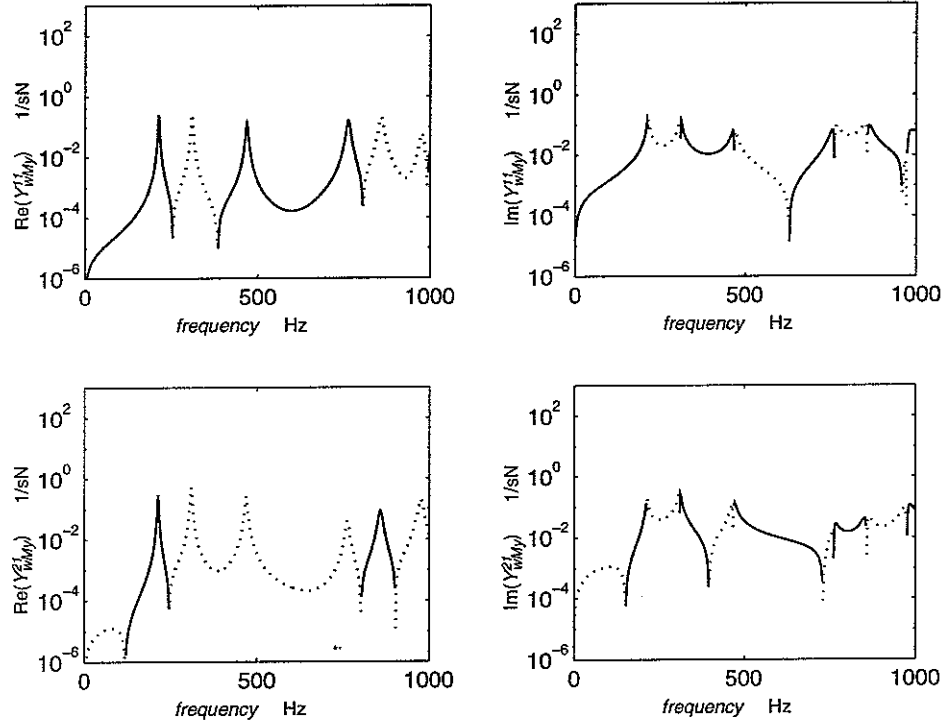 Re(Y^{11}_{wMy}) 1/sN
10^2
10^0
10^-2
10^-4
10^-6
0 500 1000
frequency Hz
Im(Y^{11}_{wMy}) 1/sN
10^2
10^0
10^-2
10^-4
10^-6
0 500 1000
frequency Hz
Re(Y^{21}_{wMy}) 1/sN
10^2
10^0
10^-2
10^-4
10^-6
0 500 1000
frequency Hz
Im(Y^{21}_{wMy}) 1/sN
10^2
10^0
10^-2
10^-4
10^-6
0 500 1000
frequency Hz